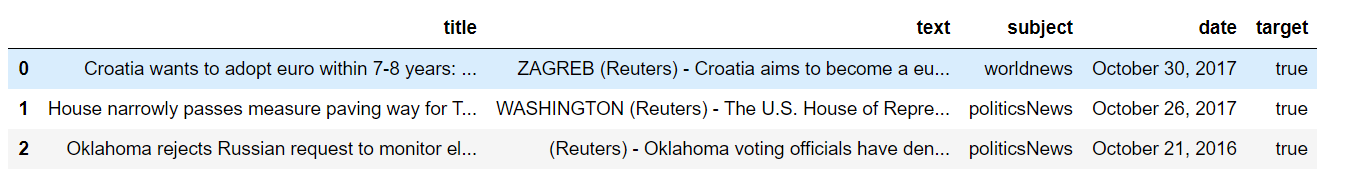 title text subject date target
0 Croatia wants to adopt euro within 7-8 years: ... ZAGREB (Reuters) - Croatia aims to become a eu... worldnews October 30, 2017 true
1 House narrowly passes measure paving way for T... WASHINGTON (Reuters) - The U.S. House of Repre... politicsNews October 26, 2017 true
2 Oklahoma rejects Russian request to monitor el... (Reuters) - Oklahoma voting officials have den... politicsNews October 21, 2016 true